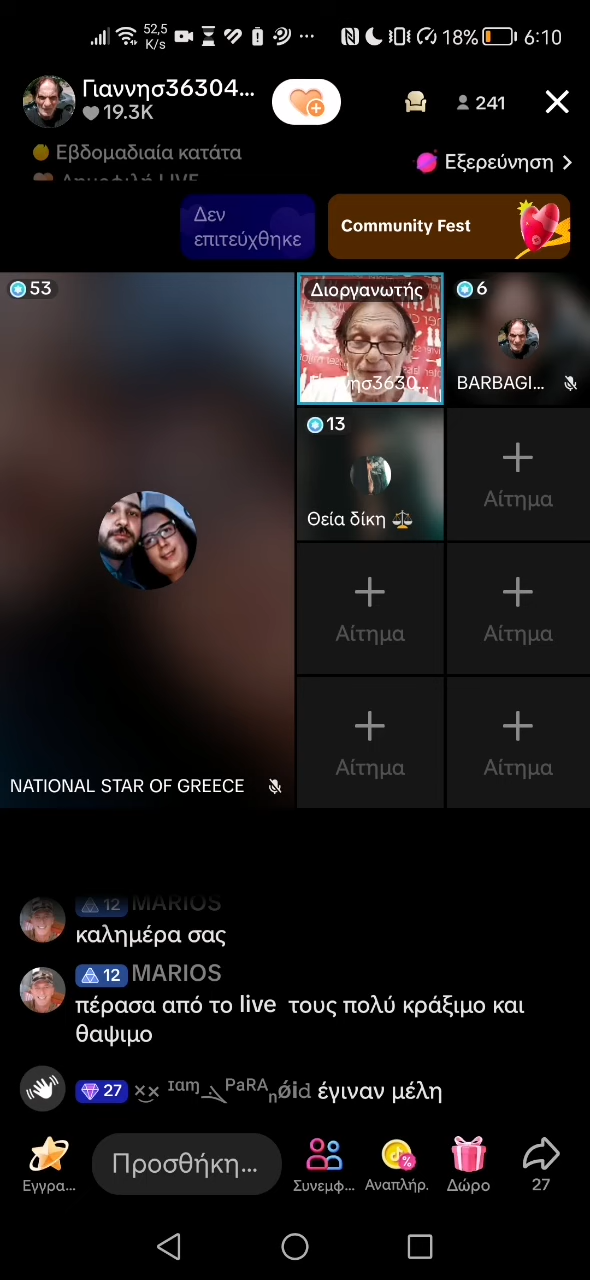 52,5
K/s
18%
6:10
Γιαννησ36304...
19.3K
241
Εβδομαδιαία κατάτα
Δημοφιλή LIVE
Εξερεύνηση
Δεν
επιτεύχθηκε
Community Fest
53
Διοργανωτής
6
BARBAGI...
13
Θεία δίκη
Αίτημα
Αίτημα
Αίτημα
Αίτημα
Αίτημα
NATIONAL STAR OF GREECE
12 MARIOS
καλημέρα σας
12 MARIOS
πέρασα από το live τους πολύ κράξιμο και
θαψιμο
27 έγιναν μέλη
Εγγρα...
Προσθήκη...
Συνεμφ...
Αναπλήρ.
Δώρο
27